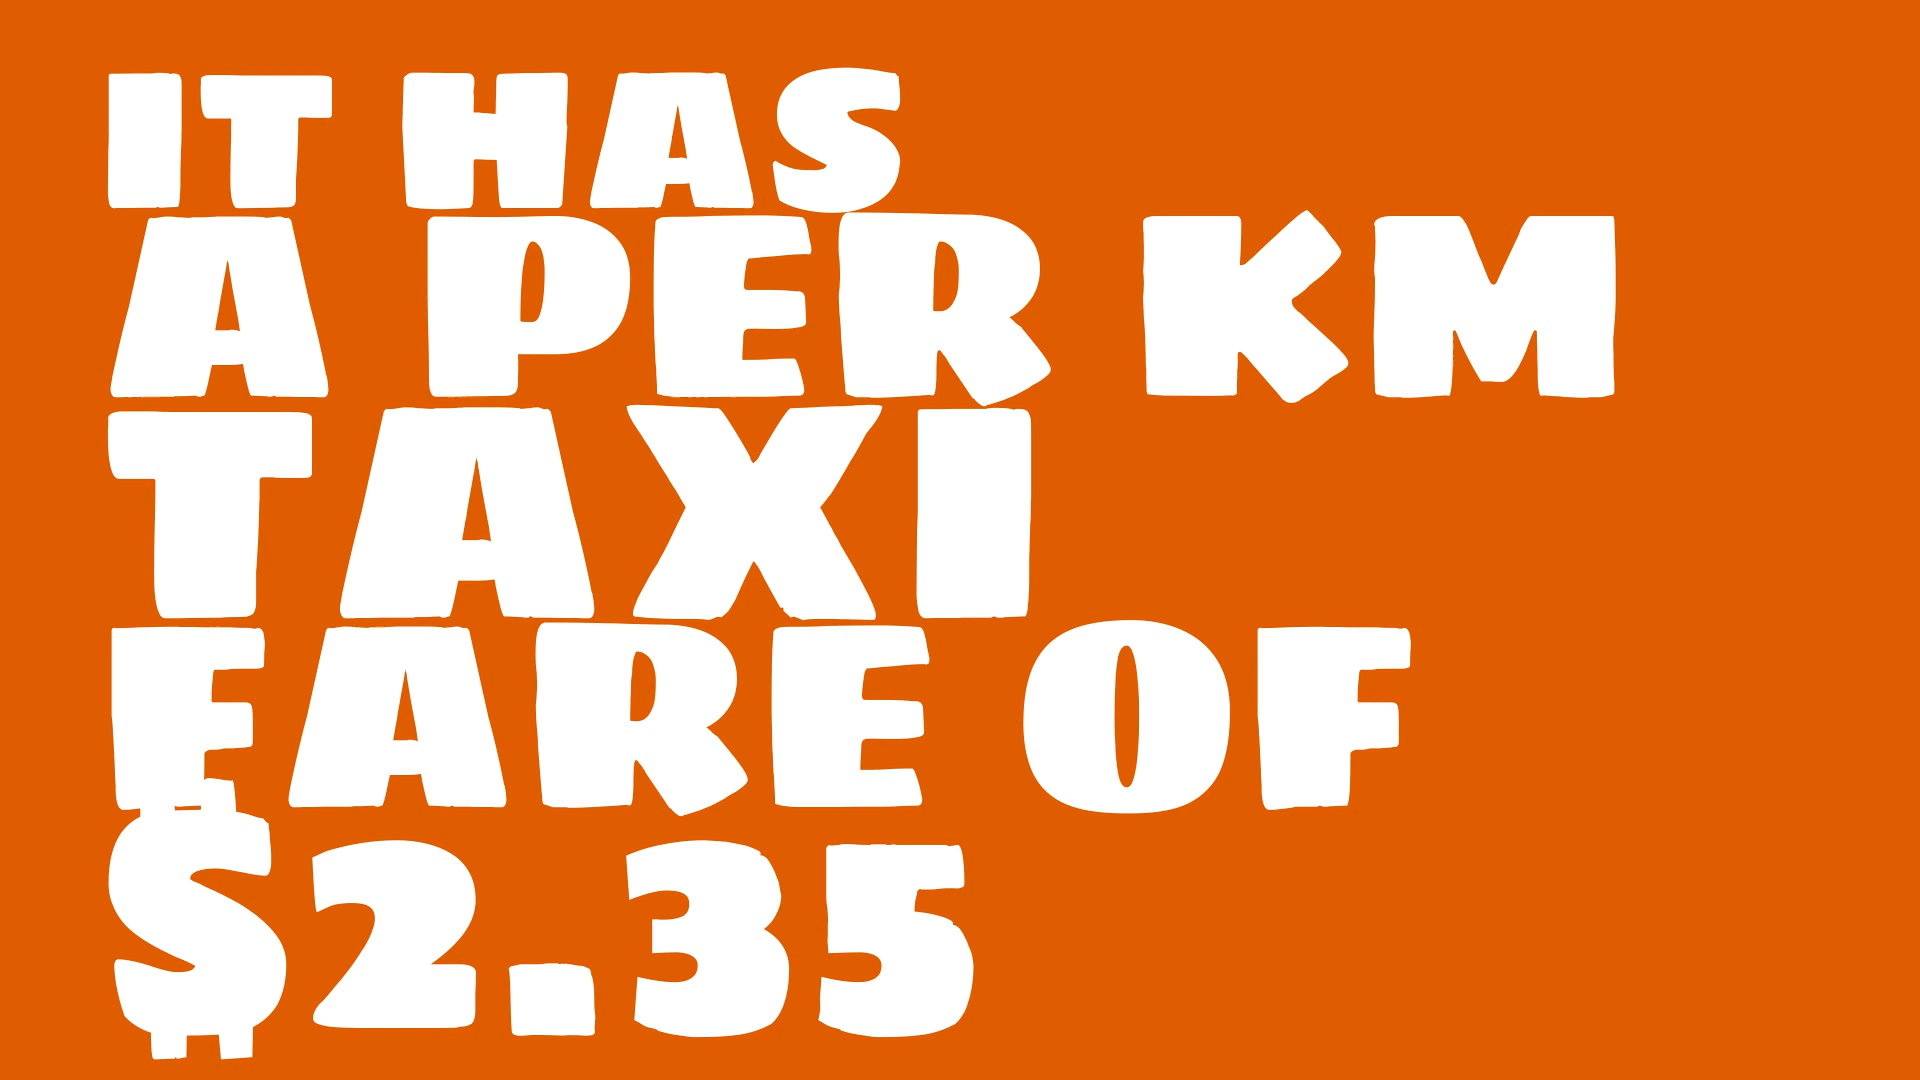 IT HAS
A PER KM
TAXI
FARE OF
$2.35